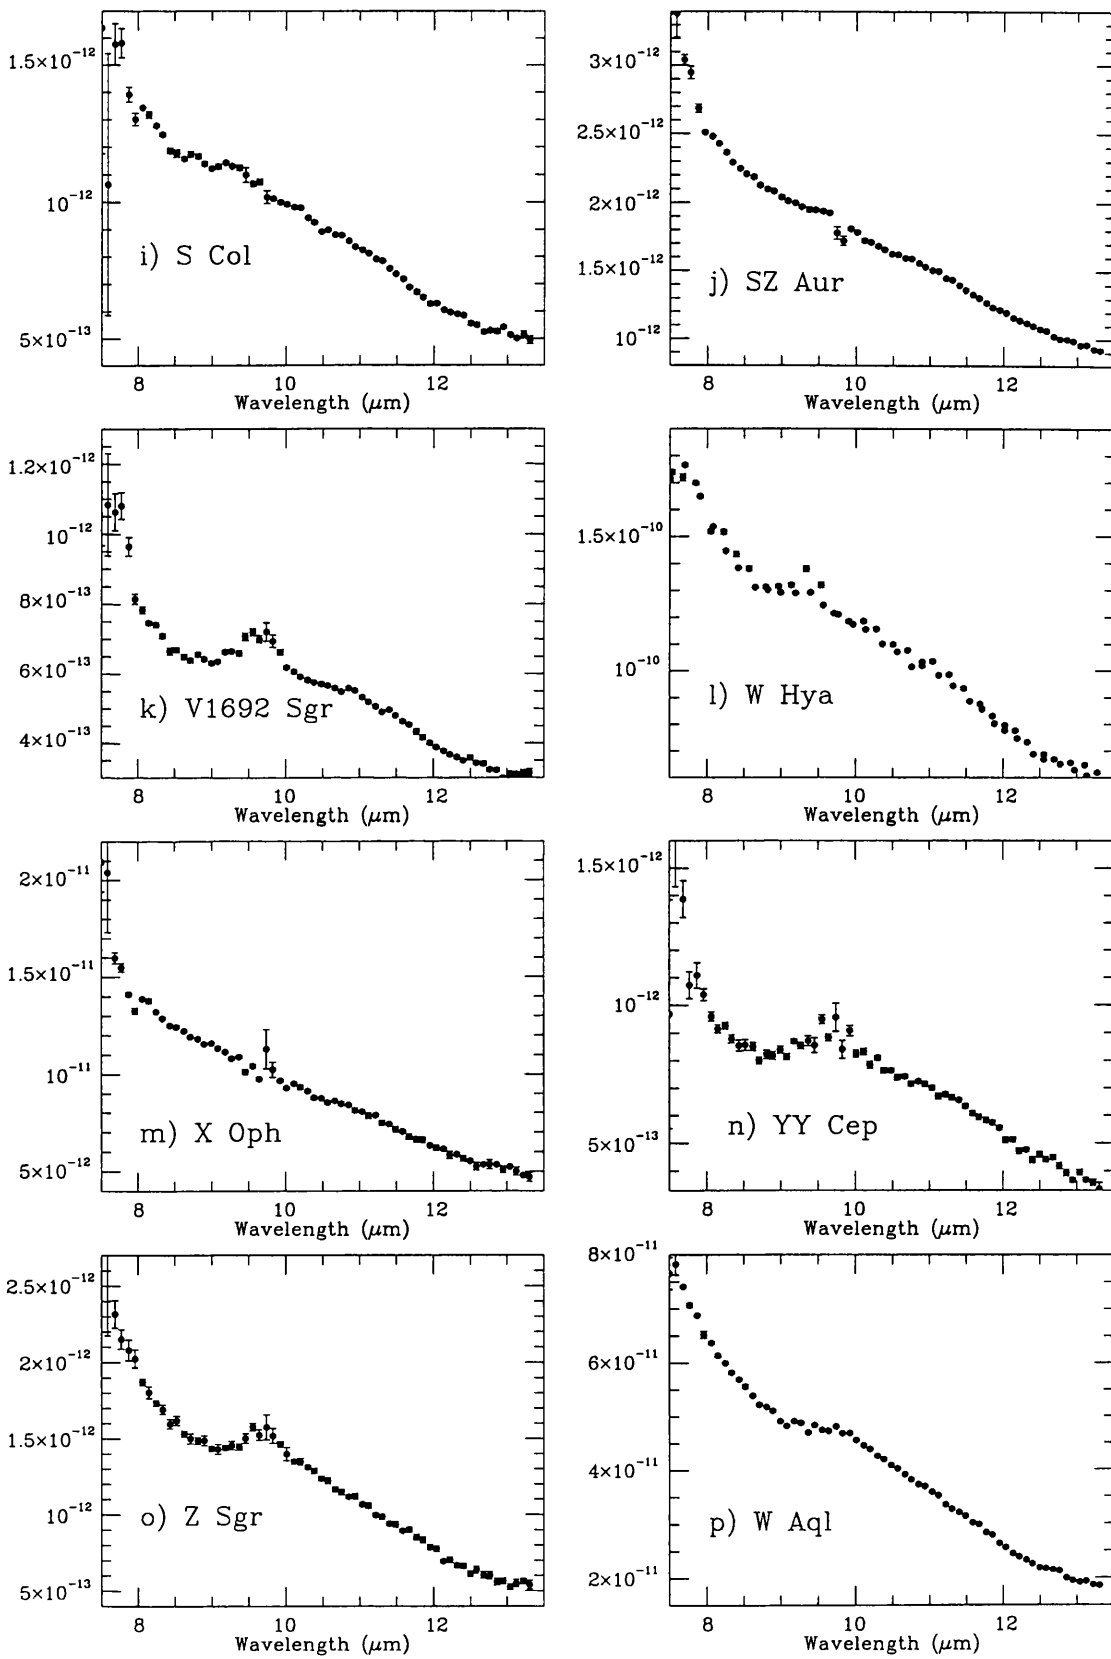 1.5×10⁻¹²
10⁻¹²
5×10⁻¹³
i) S Col
8 10 12
Wavelength (μm)
3×10⁻¹²
2.5×10⁻¹²
2×10⁻¹²
1.5×10⁻¹²
10⁻¹²
j) SZ Aur
8 10 12
Wavelength (μm)
1.2×10⁻¹²
10⁻¹²
8×10⁻¹³
6×10⁻¹³
4×10⁻¹³
k) V1692 Sgr
8 10 12
Wavelength (μm)
1.5×10⁻¹⁰
10⁻¹⁰
l) W Hya
8 10 12
Wavelength (μm)
2×10⁻¹¹
1.5×10⁻¹¹
10⁻¹¹
5×10⁻¹²
m) X Oph
8 10 12
Wavelength (μm)
1.5×10⁻¹²
10⁻¹²
5×10⁻¹³
n) YY Cep
8 10 12
Wavelength (μm)
2.5×10⁻¹²
2×10⁻¹²
1.5×10⁻¹²
10⁻¹²
5×10⁻¹³
o) Z Sgr
8 10 12
Wavelength (μm)
8×10⁻¹¹
6×10⁻¹¹
4×10⁻¹¹
2×10⁻¹¹
p) W Aql
8 10 12
Wavelength (μm)